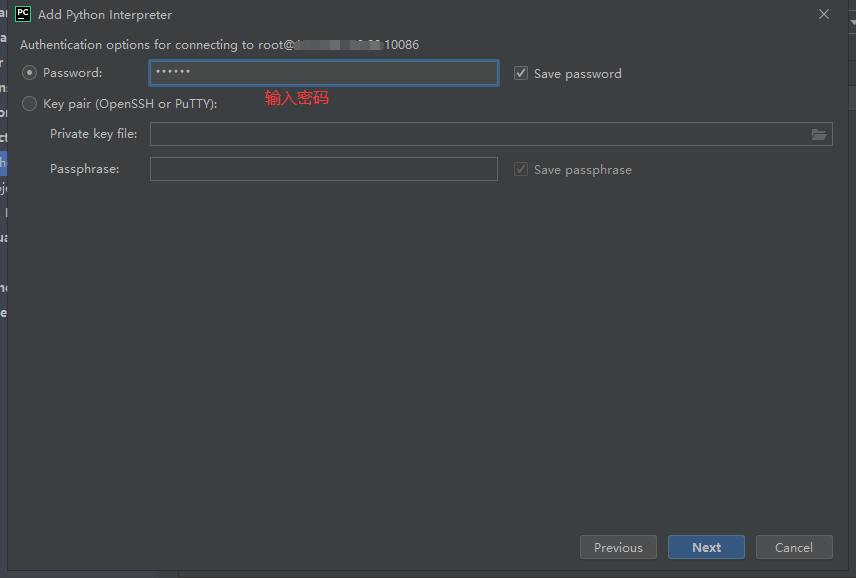 PC Add Python Interpreter
Authentication options for connecting to root@ 10086
Password: •••••• Save password
输入密码
Key pair (OpenSSH or PuTTY):
Private key file:
Passphrase: Save passphrase
Previous Next Cancel